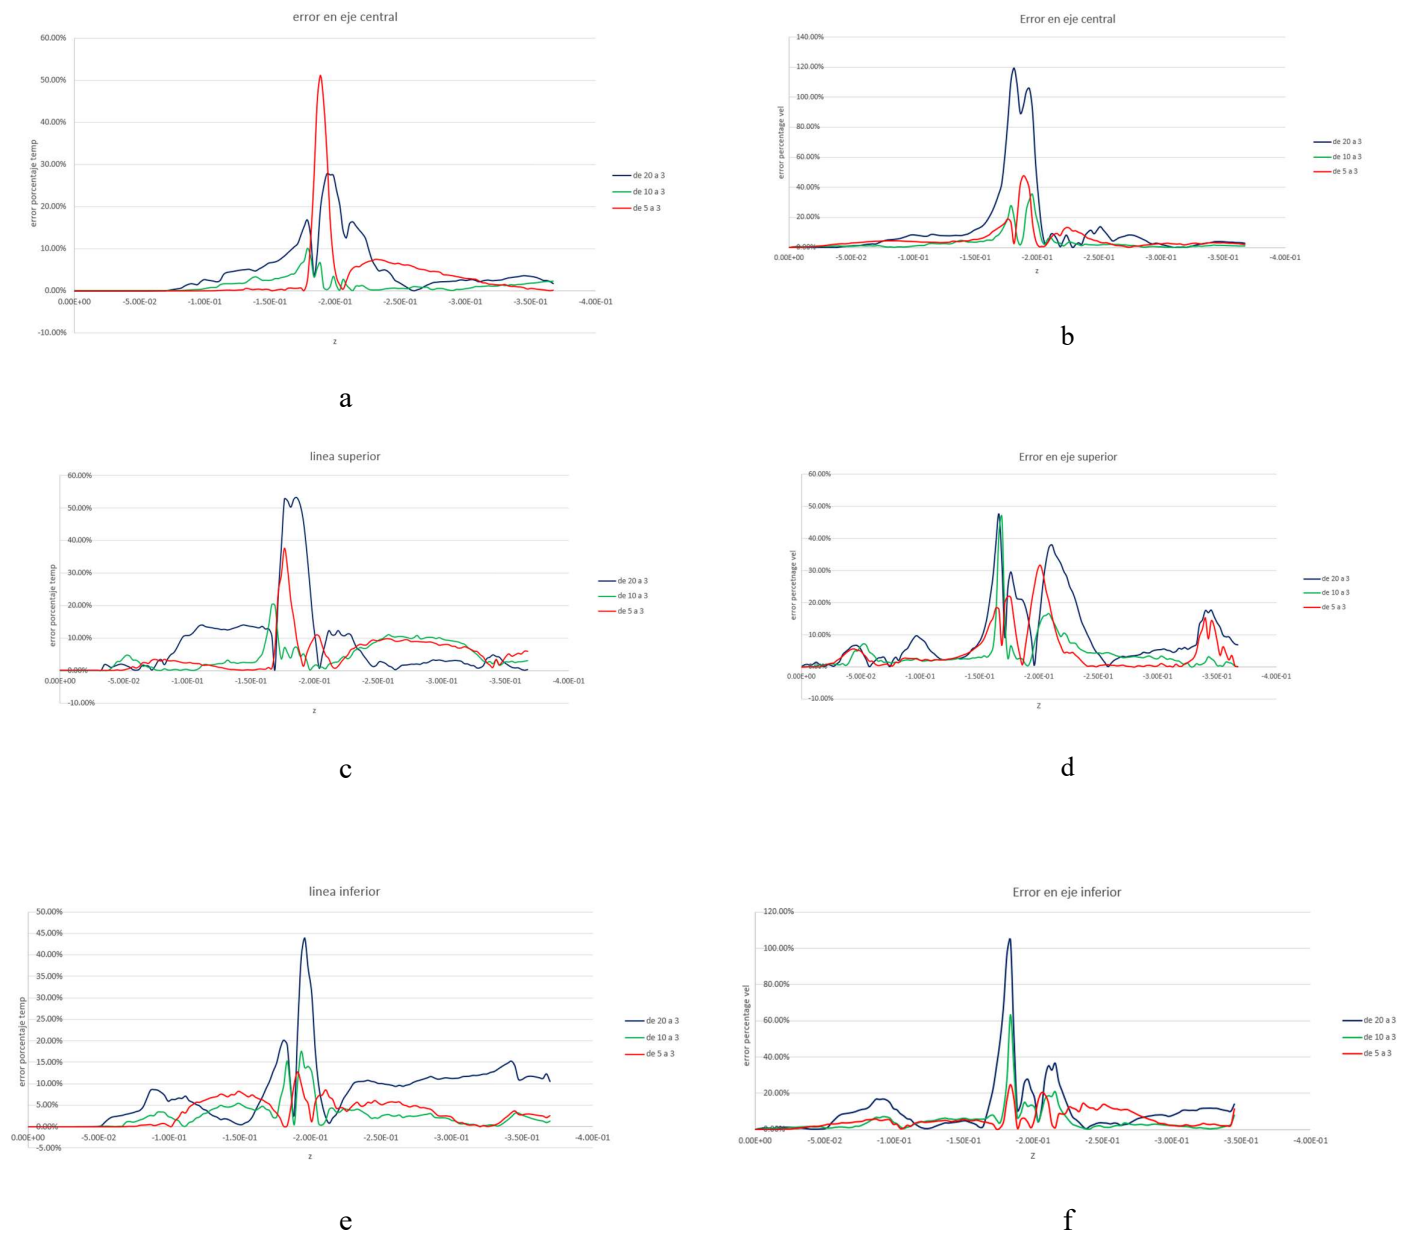 error en eje central
60.00%
50.00%
40.00%
30.00%
20.00%
10.00%
0.00%
-10.00%
error porcentaje temp
0.00E+00 -5.00E-02 -1.00E-01 -1.50E-01 -2.00E-01 -2.50E-01 -3.00E-01 -3.50E-01 -4.00E-01
z
de 20 a 3
de 10 a 3
de 5 a 3
a
Error en eje central
140.00%
120.00%
100.00%
80.00%
60.00%
40.00%
20.00%
0.00%
error percentage vel
0.00E+00 -5.00E-02 -1.00E-01 -1.50E-01 -2.00E-01 -2.50E-01 -3.00E-01 -3.50E-01 -4.00E-01
z
de 20 a 3
de 10 a 3
de 5 a 3
b
linea superior
60.00%
50.00%
40.00%
30.00%
20.00%
10.00%
0.00%
-10.00%
error porcentaje temp
0.00E+00 -5.00E-02 -1.00E-01 -1.50E-01 -2.00E-01 -2.50E-01 -3.00E-01 -3.50E-01 -4.00E-01
z
de 20 a 3
de 10 a 3
de 5 a 3
c
Error en eje superior
60.00%
50.00%
40.00%
30.00%
20.00%
10.00%
0.00%
-10.00%
error percetnage vel
0.00E+00 -5.00E-02 -1.00E-01 -1.50E-01 -2.00E-01 -2.50E-01 -3.00E-01 -3.50E-01 -4.00E-01
Z
de 20 a 3
de 10 a 3
de 5 a 3
d
linea inferior
50.00%
45.00%
40.00%
35.00%
30.00%
25.00%
20.00%
15.00%
10.00%
5.00%
0.00%
-5.00%
error porcentaje temp
0.00E+00 -5.00E-02 -1.00E-01 -1.50E-01 -2.00E-01 -2.50E-01 -3.00E-01 -3.50E-01 -4.00E-01
z
de 20 a 3
de 10 a 3
de 5 a 3
e
Error en eje inferior
120.00%
100.00%
80.00%
60.00%
40.00%
20.00%
0.00%
error percentage vel
0.00E+00 -5.00E-02 -1.00E-01 -1.50E-01 -2.00E-01 -2.50E-01 -3.00E-01 -3.50E-01 -4.00E-01
Z
de 20 a 3
de 10 a 3
de 5 a 3
f